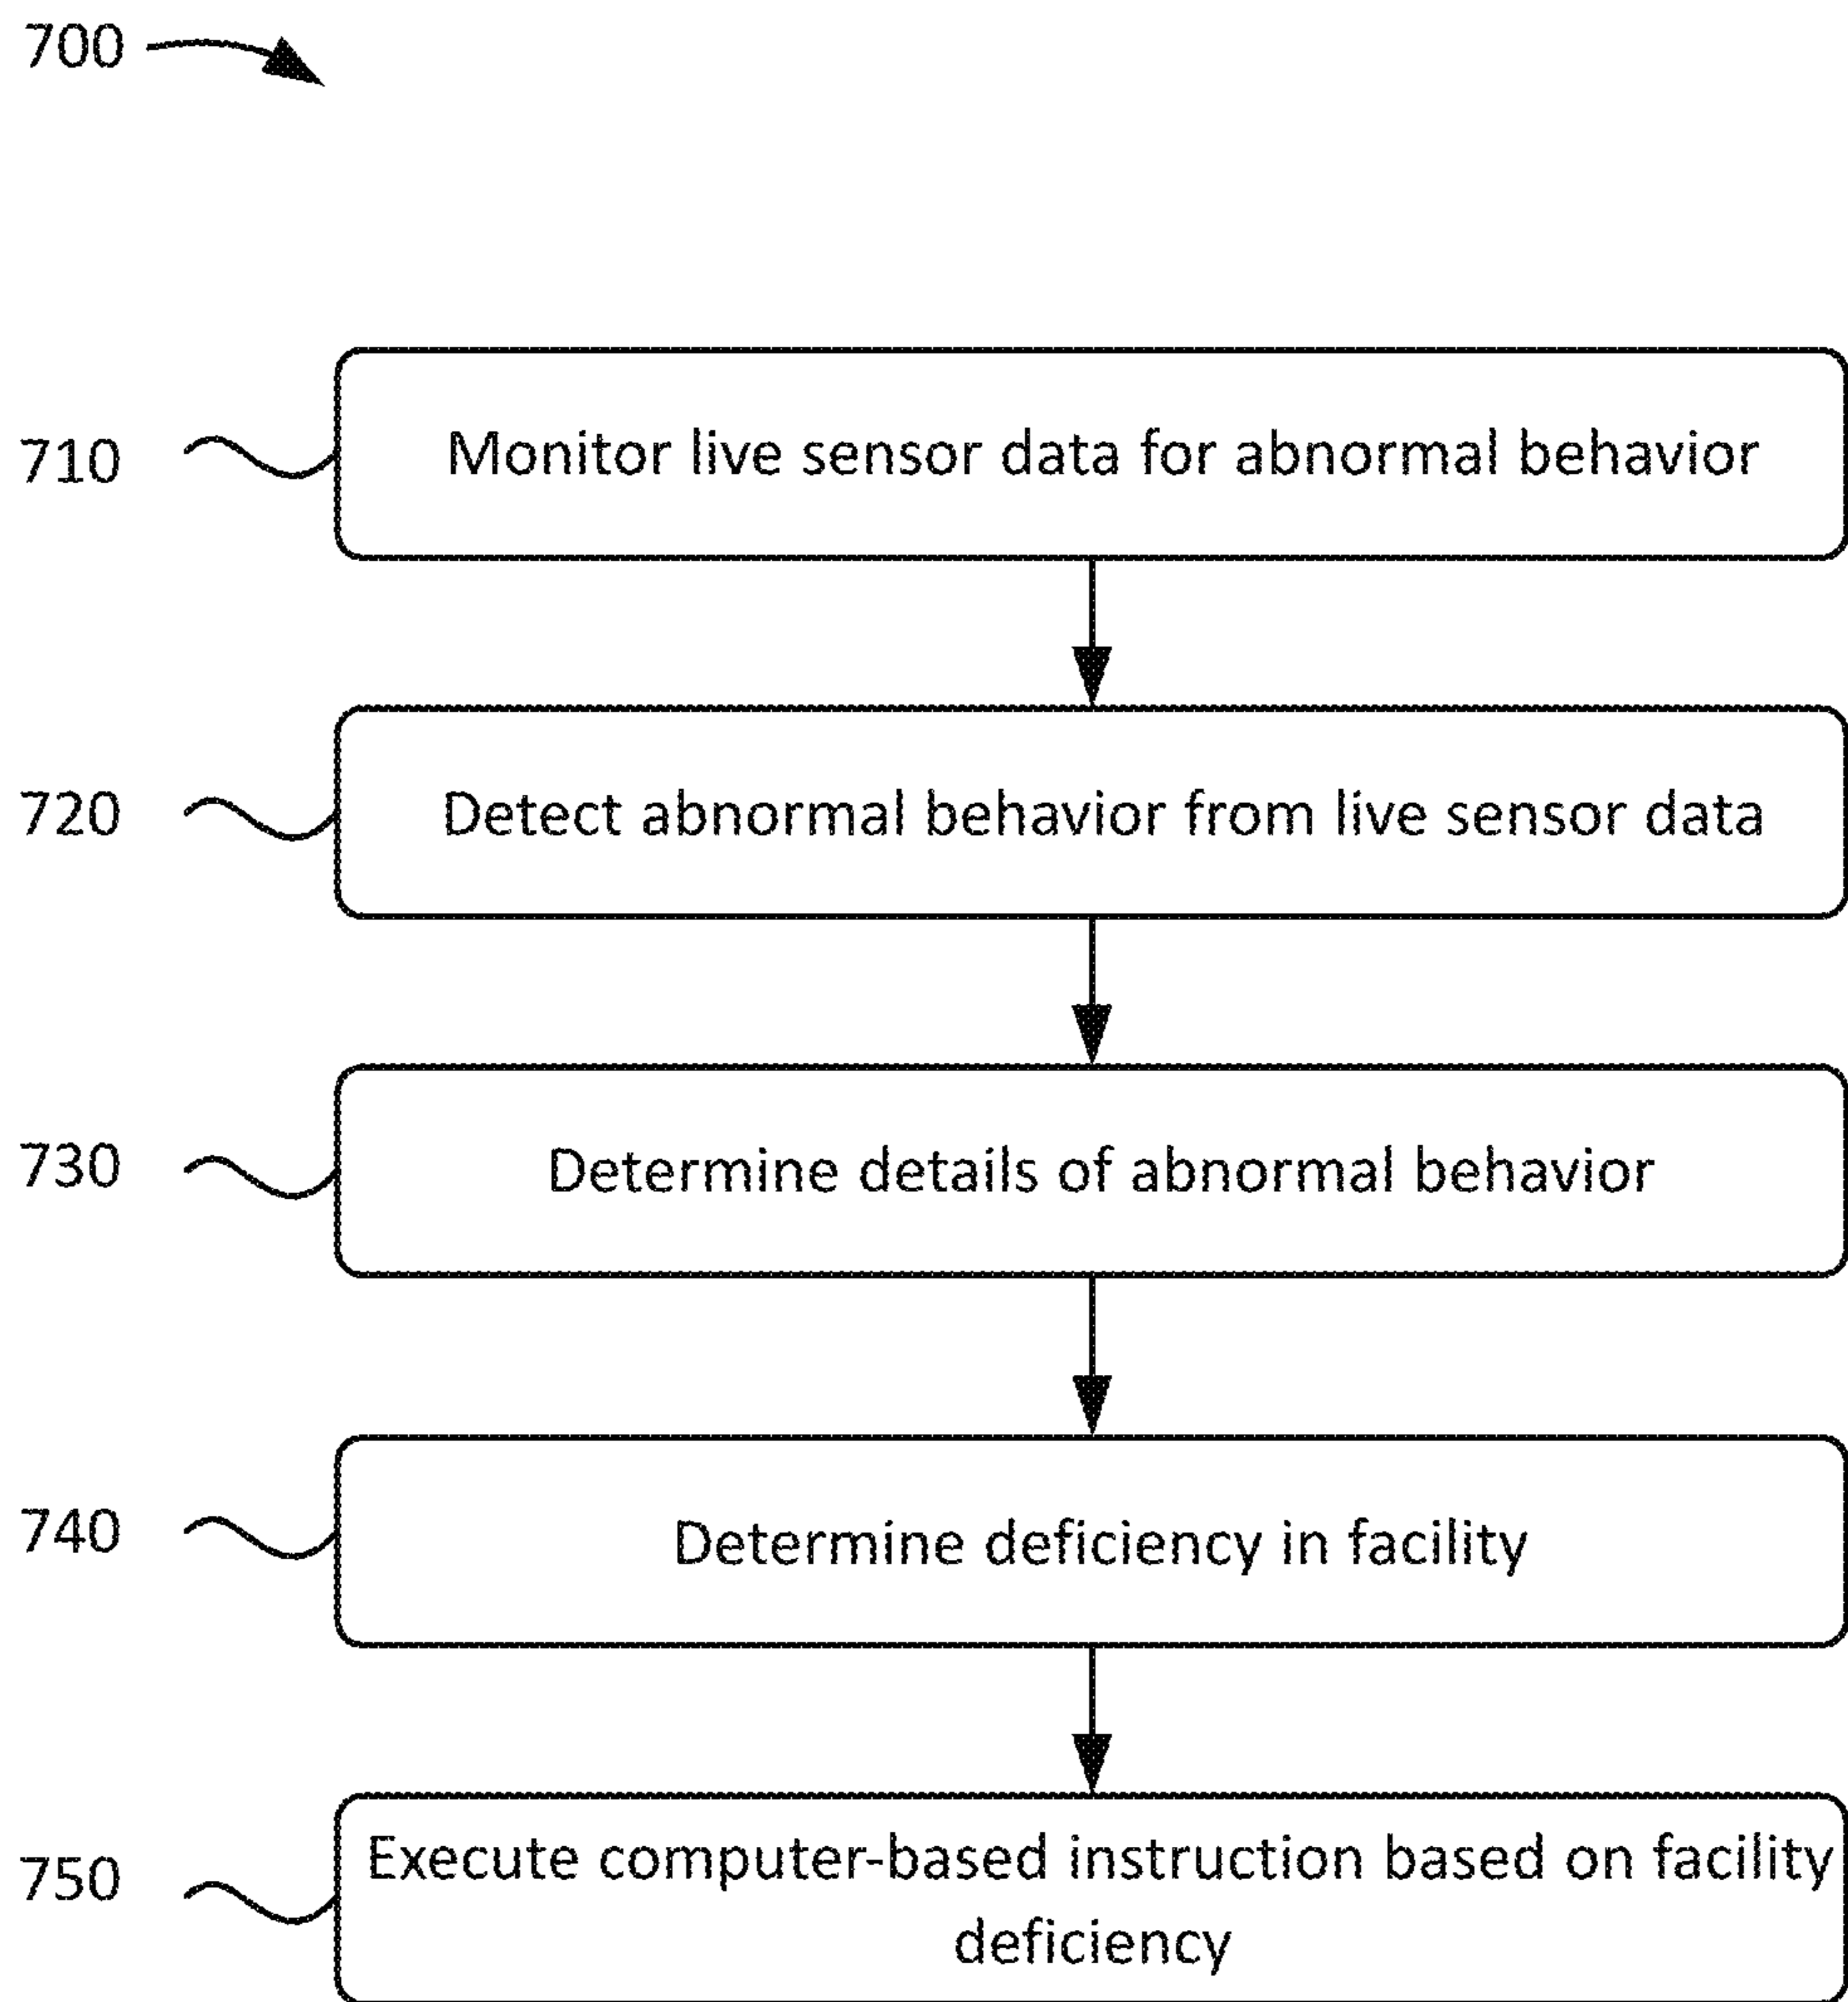 700
710 Monitor live sensor data for abnormal behavior
720 Detect abnormal behavior from live sensor data
730 Determine details of abnormal behavior
740 Determine deficiency in facility
750 Execute computer-based instruction based on facility
deficiency